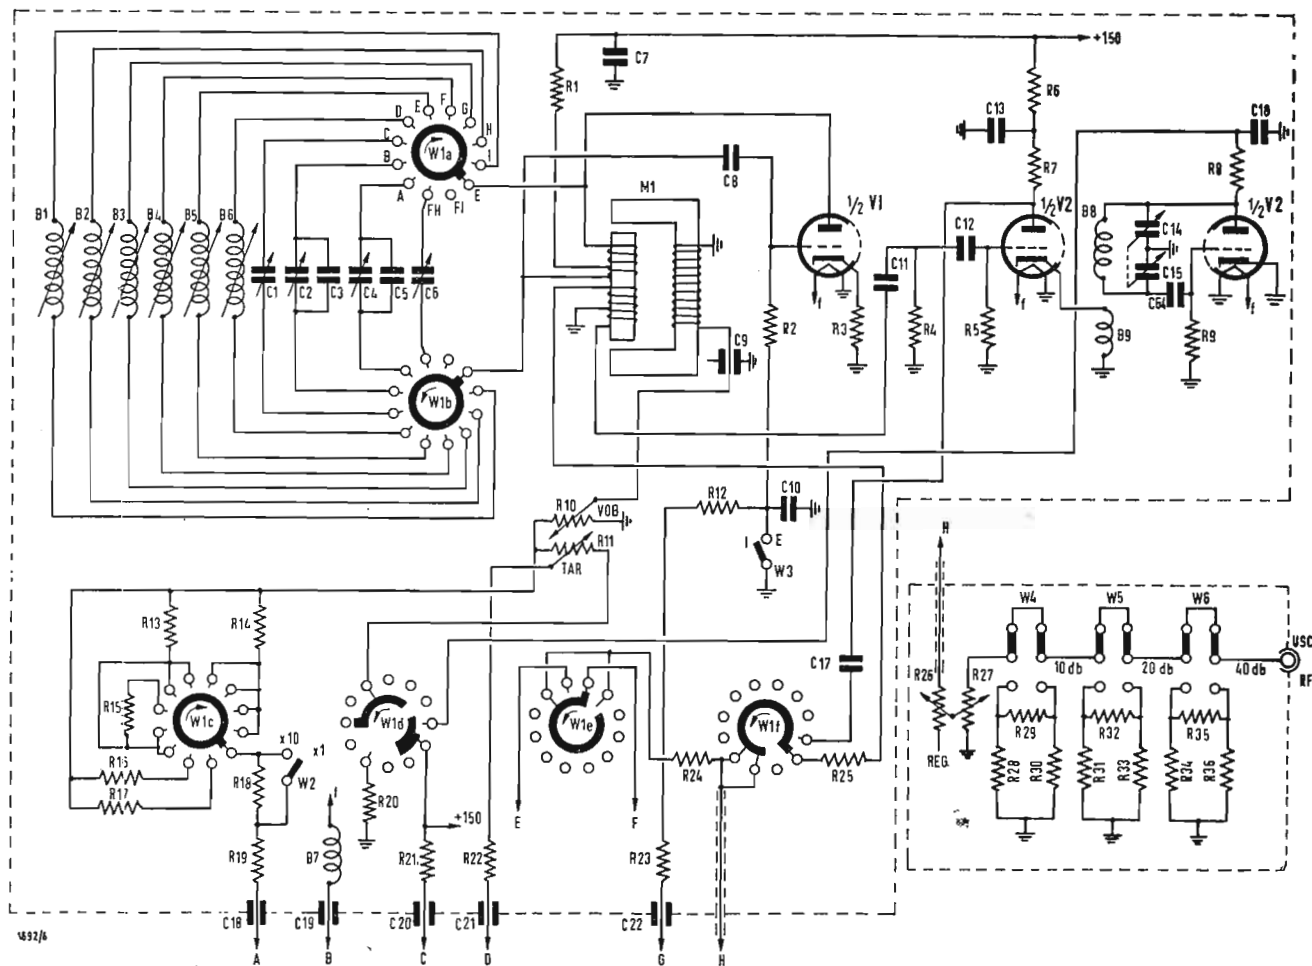 +150
C7
R1
R6
C13
C16
W1a
D
E
F
G
H
I
C
B
A
FH
FI
E
R7
R8
C8
M1
1/2 V1
1/2 V2
1/2 V2
B1
B2
B3
B4
B5
B6
B8
C14
C15
C12
C11
C64
C1
C2
C3
C4
C5
C6
f
f
f
R2
R3
R4
R5
B9
R9
C9
W1b
R12
C10
R10
VOB
R11
TAR
I
E
W3
H
R13
R14
W4
W5
W6
USC
RF
10 db
20 db
40 db
C17
R26
R27
R15
W1c
W1d
W1e
W1f
x10
x1
W2
R16
R17
R18
R20
R24
R25
REG.
R29
R32
R35
R28
R30
R31
R33
R34
R36
f
E
F
+150
R19
B7
R21
R22
R23
C18
C19
C20
C21
C22
1692/6
A
B
C
D
G
H